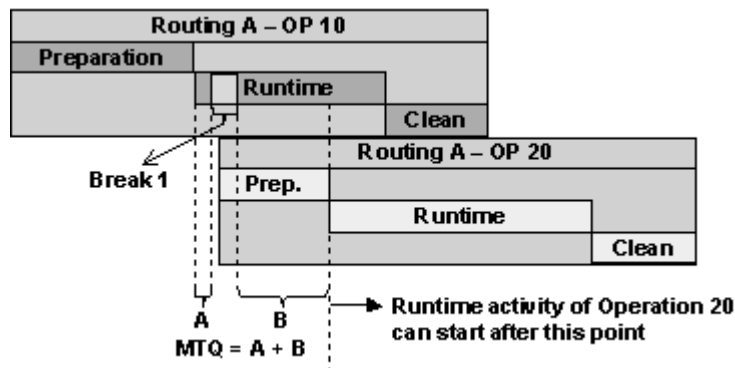 Routing A – OP 10
Preparation
Runtime
Clean
Routing A – OP 20
Break 1
Prep.
Runtime
Clean
A
B
MTQ = A + B
Runtime activity of Operation 20
can start after this point